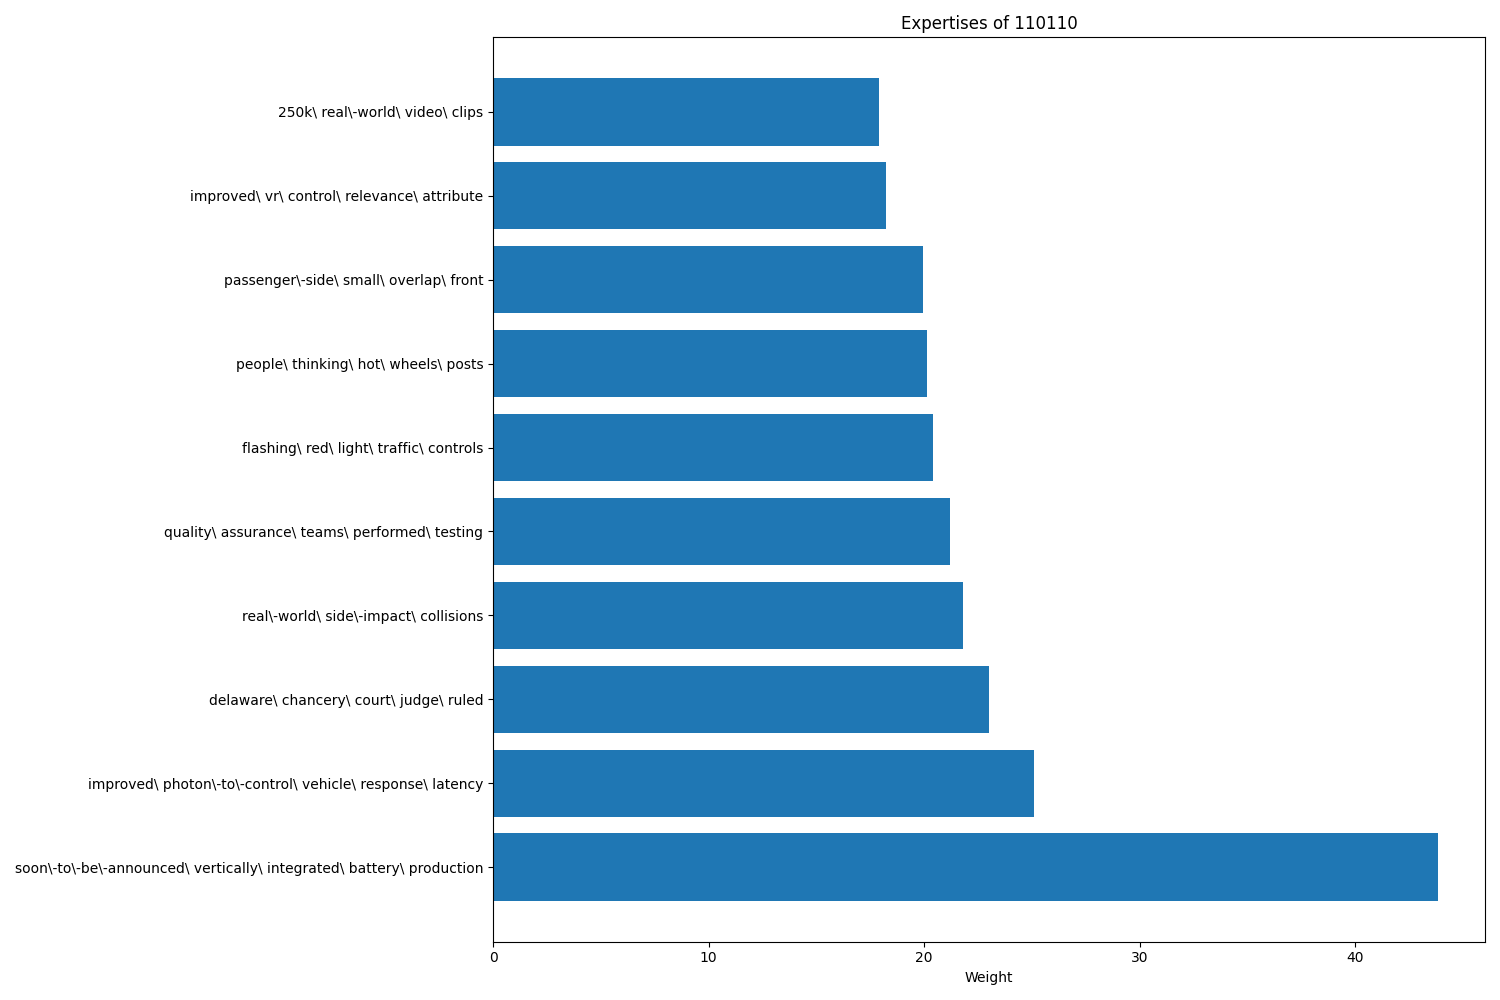 Expertises of 110110
250k\ real\-world\ video\ clips
improved\ vr\ control\ relevance\ attribute
passenger\-side\ small\ overlap\ front
people\ thinking\ hot\ wheels\ posts
flashing\ red\ light\ traffic\ controls
quality\ assurance\ teams\ performed\ testing
real\-world\ side\-impact\ collisions
delaware\ chancery\ court\ judge\ ruled
improved\ photon\-to\-control\ vehicle\ response\ latency
soon\-to\-be\-announced\ vertically\ integrated\ battery\ production
0 10 20 30 40
Weight